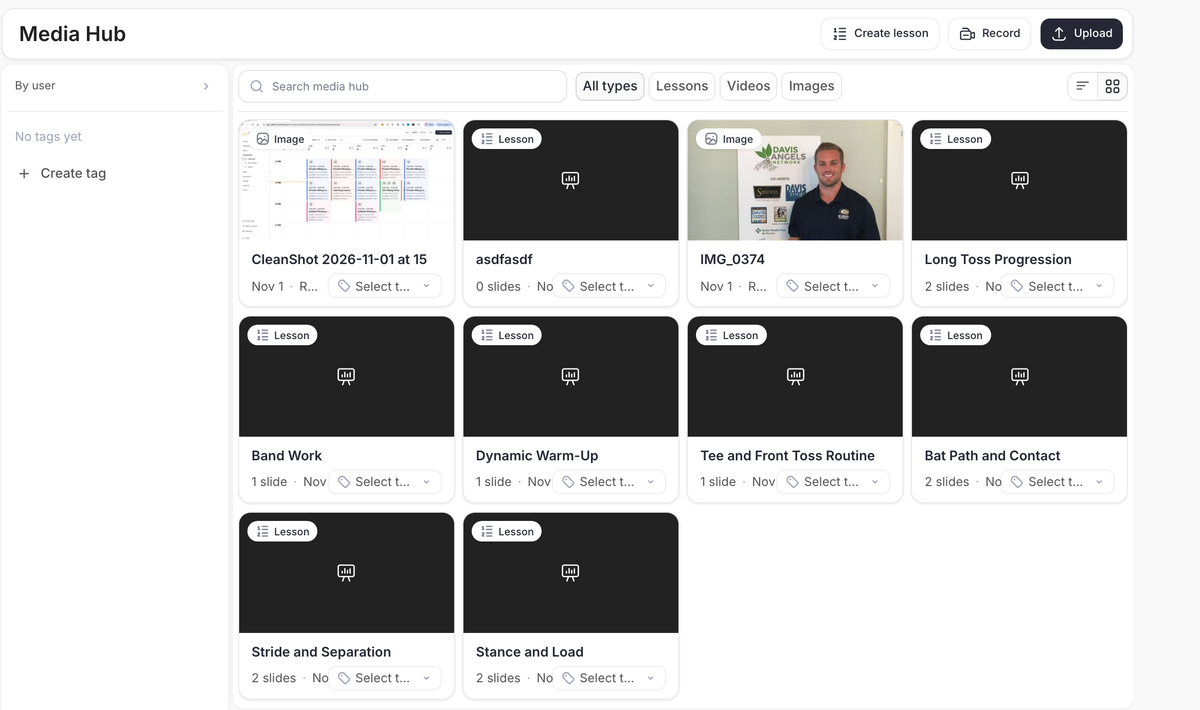 Media Hub
Create lesson
Record
Upload
By user
No tags yet
Create tag
Search media hub
All types
Lessons
Videos
Images
Image
CleanShot 2026-11-01 at 15
Nov 1 · R...
Select t...
Lesson
asdfasdf
0 slides · No
Select t...
Image
DAVIS
ANGELS
NETWORK
DAVIS
IMG_0374
Nov 1 · R...
Select t...
Lesson
Long Toss Progression
2 slides · No
Select t...
Lesson
Band Work
1 slide · Nov
Select t...
Lesson
Dynamic Warm-Up
1 slide · Nov
Select t...
Lesson
Tee and Front Toss Routine
1 slide · Nov
Select t...
Lesson
Bat Path and Contact
2 slides · No
Select t...
Lesson
Stride and Separation
2 slides · No
Select t...
Lesson
Stance and Load
2 slides · No
Select t...